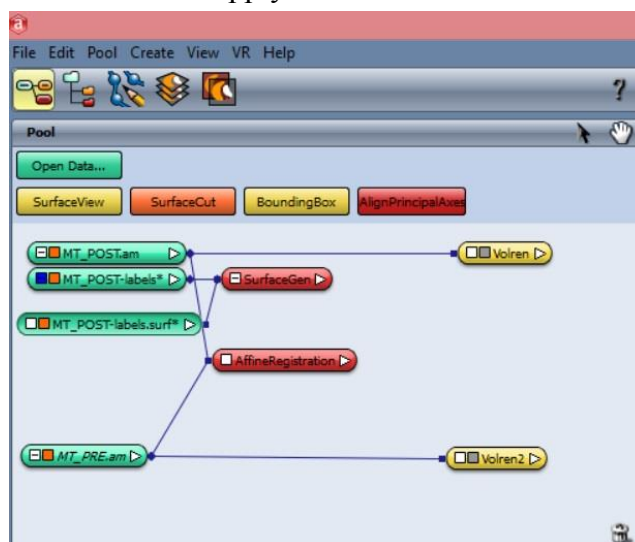 apply
File Edit Pool Create View VR Help
?
Pool
Open Data...
SurfaceView SurfaceCut BoundingBox AlignPrincipalAxes
MT_POST.am Volren
MT_POST-labels* SurfaceGen
MT_POST-labels.surf*
AffineRegistration
MT_PRE.am Volren2